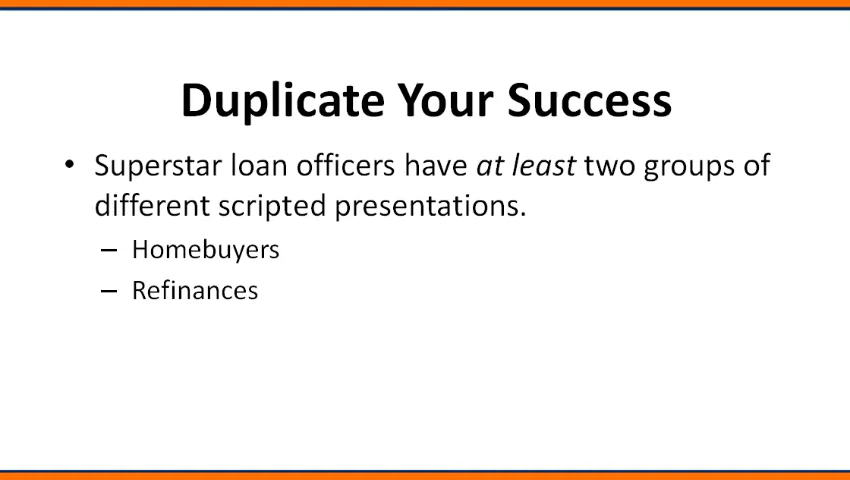 Duplicate Your Success
• Superstar loan officers have at least two groups of
different scripted presentations.
– Homebuyers
– Refinances